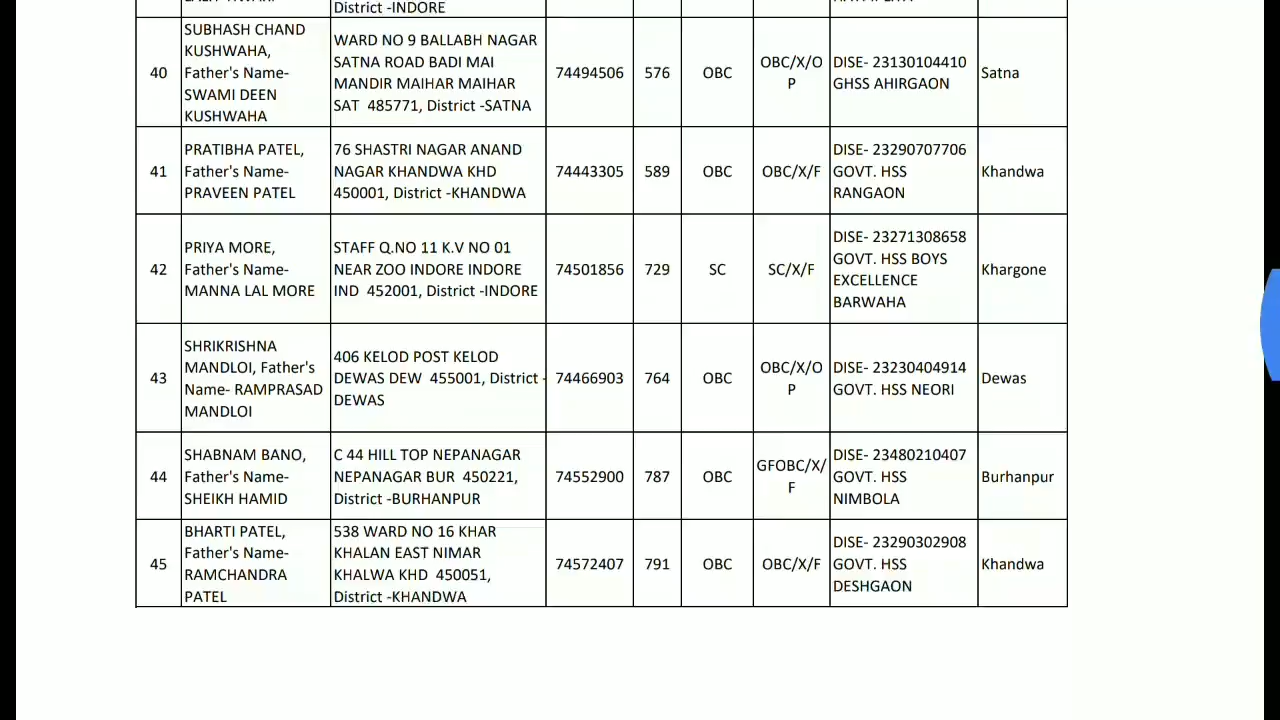 District -INDORE
40
SUBHASH CHAND
KUSHWAHA,
Father's Name-
SWAMI DEEN
KUSHWAHA
WARD NO 9 BALLABH NAGAR
SATNA ROAD BADI MAI
MANDIR MAIHAR MAIHAR
SAT 485771, District -SATNA
74494506
576
OBC
OBC/X/O
P
DISE- 23130104410
GHSS AHIRGAON
Satna
41
PRATIBHA PATEL,
Father's Name-
PRAVEEN PATEL
76 SHASTRI NAGAR ANAND
NAGAR KHANDWA KHD
450001, District -KHANDWA
74443305
589
OBC
OBC/X/F
DISE- 23290707706
GOVT. HSS
RANGAON
Khandwa
42
PRIYA MORE,
Father's Name-
MANNA LAL MORE
STAFF Q.NO 11 K.V NO 01
NEAR ZOO INDORE INDORE
IND 452001, District -INDORE
74501856
729
SC
SC/X/F
DISE- 23271308658
GOVT. HSS BOYS
EXCELLENCE
BARWAHA
Khargone
43
SHRIKRISHNA
MANDLOI, Father's
Name- RAMPRASAD
MANDLOI
406 KELOD POST KELOD
DEWAS DEW 455001, District -
DEWAS
74466903
764
OBC
OBC/X/O
P
DISE- 23230404914
GOVT. HSS NEORI
Dewas
44
SHABNAM BANO,
Father's Name-
SHEIKH HAMID
C 44 HILL TOP NEPANAGAR
NEPANAGAR BUR 450221,
District -BURHANPUR
74552900
787
OBC
GFOBC/X/
F
DISE- 23480210407
GOVT. HSS
NIMBOLA
Burhanpur
45
BHARTI PATEL,
Father's Name-
RAMCHANDRA
PATEL
538 WARD NO 16 KHAR
KHALAN EAST NIMAR
KHALWA KHD 450051,
District -KHANDWA
74572407
791
OBC
OBC/X/F
DISE- 23290302908
GOVT. HSS
DESHGAON
Khandwa